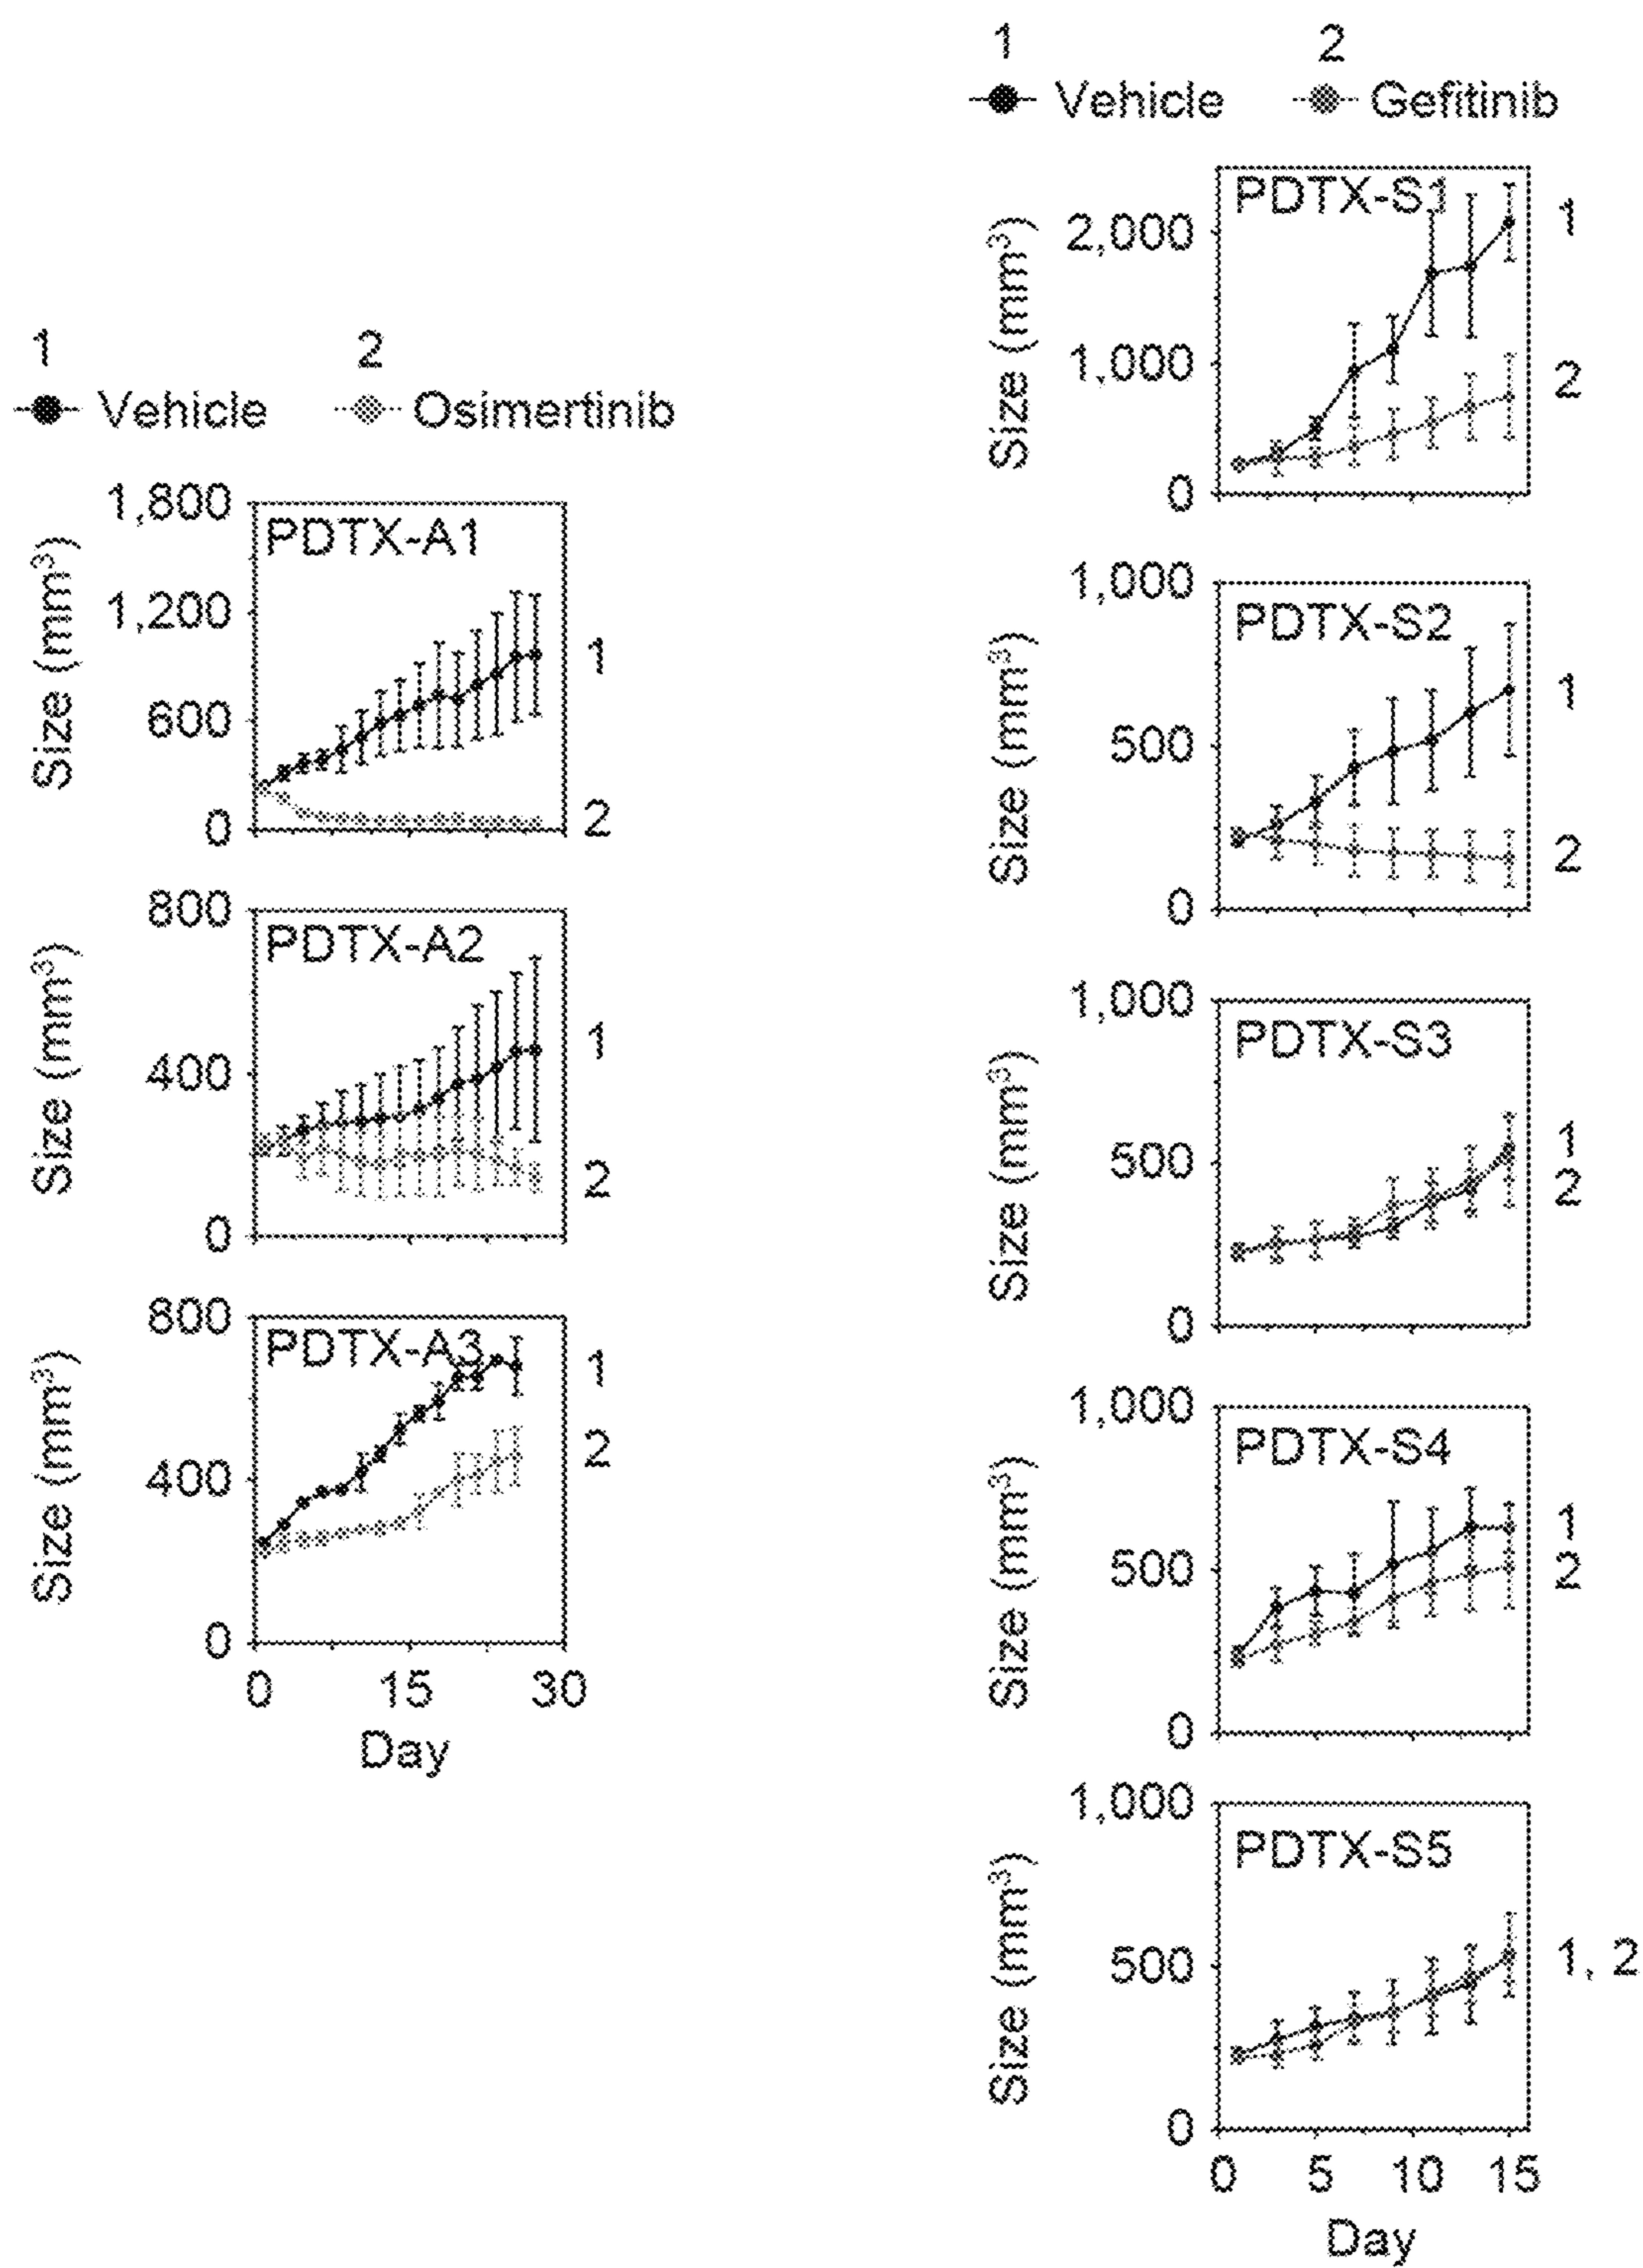 1 2
Vehicle Osimertinib
1,800
1,200
600
0
Size (mm³)
PDTX-A1
1
2
800
400
0
Size (mm³)
PDTX-A2
1
2
800
400
0
Size (mm³)
PDTX-A3
1
2
0 15 30
Day
1 2
Vehicle Gefitinib
2,000
1,000
0
Size (mm³)
PDTX-S1
1
2
1,000
500
0
Size (mm³)
PDTX-S2
1
2
1,000
500
0
Size (mm³)
PDTX-S3
1
2
1,000
500
0
Size (mm³)
PDTX-S4
1
2
1,000
500
0
Size (mm³)
PDTX-S5
1, 2
0 5 10 15
Day